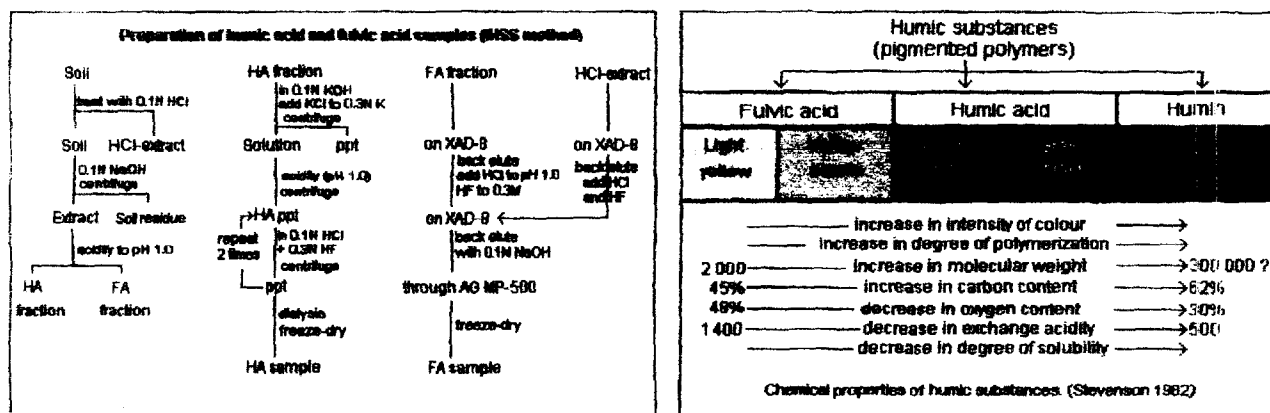 Preparation of humic acid and fulvic acid samples (IHSS method)
Soil
treat with 0.1N HCl
Soil
HCl-extract
0.1N NaOH
centrifuge
Extract
Soil residue
acidify to pH 1.0
HA
fraction
FA
fraction
HA fraction
in 0.1N KOH
add KCl to 0.3N K
centrifuge
Solution
ppt
acidify (pH 1.0)
centrifuge
HA ppt
repeat
2 times
in 0.1N HCl
+ 0.3N HF
centrifuge
ppt
dialysis
freeze-dry
HA sample
FA fraction
on XAD-8
back elute
add HCl to pH 1.0
HF to 0.3M
on XAD-8
back elute
with 0.1N NaOH
through AG MP-500
freeze-dry
FA sample
HCl-extract
on XAD-8
back elute
add HCl
and HF
Humic substances
(pigmented polymers)
Fulvic acid
Humic acid
Humin
Light
yellow
increase in intensity of colour
increase in degree of polymerization
2 000 increase in molecular weight 300 000 ?
45% increase in carbon content 62%
48% decrease in oxygen content 30%
1 400 decrease in exchange acidity 500
decrease in degree of solubility
Chemical properties of humic substances. (Stevenson 1982)